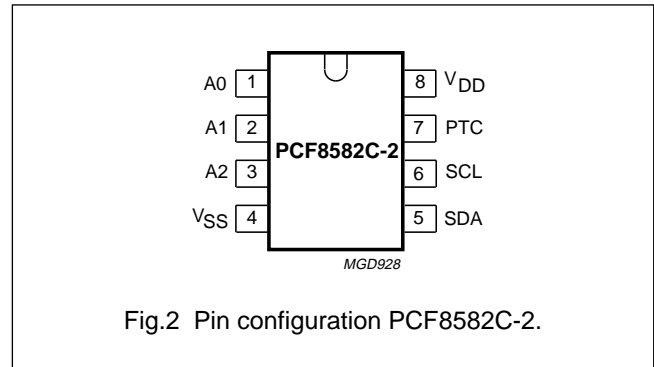 A0 1 8 VDD
A1 2 7 PTC
PCF8582C-2
A2 3 6 SCL
VSS 4 5 SDA
MGD928
Fig.2 Pin configuration PCF8582C-2.